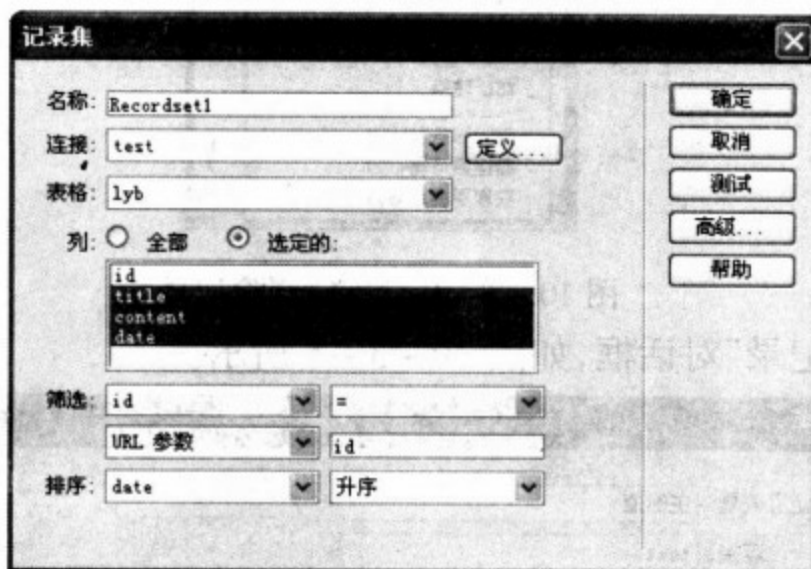 记录集
名称: Recordset1
连接: test 定义...
表格: lyb
列: 全部 选定的:
id
title
content
date
筛选: id =
URL 参数 id
排序: date 升序
确定
取消
测试
高级...
帮助